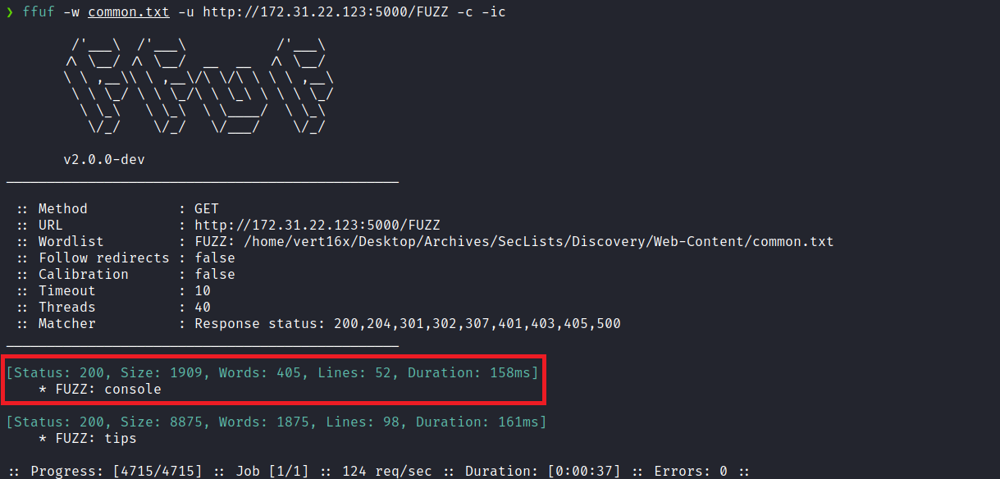 ❯ ffuf -w common.txt -u http://172.31.22.123:5000/FUZZ -c -ic
        /'___\  /'___\           /'___\
       /\ \__/ /\ \__/  __  __  /\ \__/
       \ \ ,__\\ \ ,__\/\ \/\ \ \ \ ,__\
        \ \ \_/ \ \ \_/\ \ \_\ \ \ \ \_/
         \ \_\   \ \_\  \ \____/  \ \_\
          \/_/    \/_/   \/___/    \/_/
       v2.0.0-dev
________________________________________________
 :: Method           : GET
 :: URL              : http://172.31.22.123:5000/FUZZ
 :: Wordlist         : FUZZ: /home/vert16x/Desktop/Archives/SecLists/Discovery/Web-Content/common.txt
 :: Follow redirects : false
 :: Calibration      : false
 :: Timeout          : 10
 :: Threads          : 40
 :: Matcher          : Response status: 200,204,301,302,307,401,403,405,500
________________________________________________
[Status: 200, Size: 1909, Words: 405, Lines: 52, Duration: 158ms]
    * FUZZ: console
[Status: 200, Size: 8875, Words: 1875, Lines: 98, Duration: 161ms]
    * FUZZ: tips
:: Progress: [4715/4715] :: Job [1/1] :: 124 req/sec :: Duration: [0:00:37] :: Errors: 0 ::